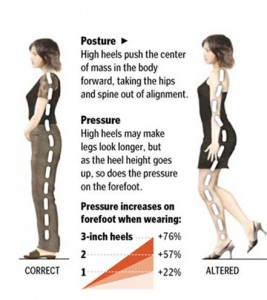 Posture ►
High heels push the center
of mass in the body
forward, taking the hips
and spine out of alignment.
Pressure
High heels may make
legs look longer, but
as the heel height goes
up, so does the pressure
on the forefoot.
Pressure increases on
forefoot when wearing:
3-inch heels +76%
2 +57%
1 +22%
CORRECT
ALTERED